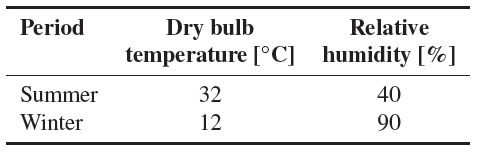 Period Dry bulb Relative
temperature [°C] humidity [%]
Summer 32 40
Winter 12 90